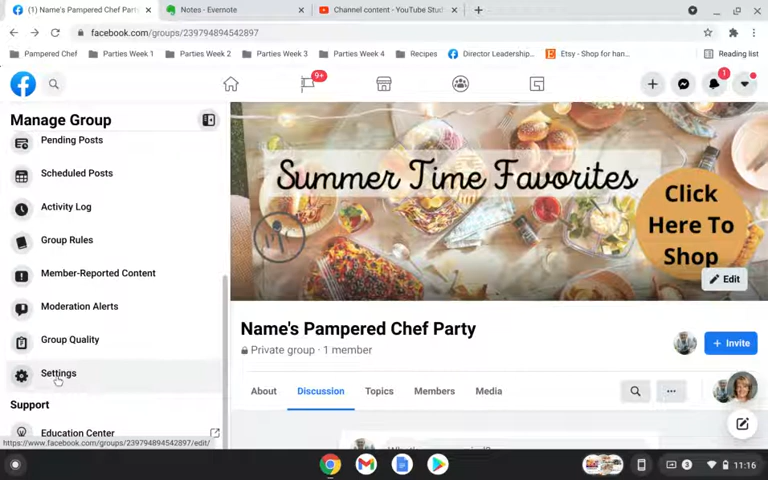 (1) Name's Pampered Chef Party
Notes - Evernote
Channel content - YouTube Stud
facebook.com/groups/239794894542897
Pampered Chef
Parties Week 1
Parties Week 2
Parties Week 3
Parties Week 4
Recipes
Director Leadership...
Etsy - Shop for han...
Reading list
9+
1
Manage Group
Pending Posts
Scheduled Posts
Activity Log
Group Rules
Member-Reported Content
Moderation Alerts
Group Quality
Settings
Support
Education Center
https://www.facebook.com/groups/239794894542897/edit/
Summer Time Favorites
Click
Here To
Shop
Edit
Name's Pampered Chef Party
Private group · 1 member
+ Invite
About
Discussion
Topics
Members
Media
3
11:16